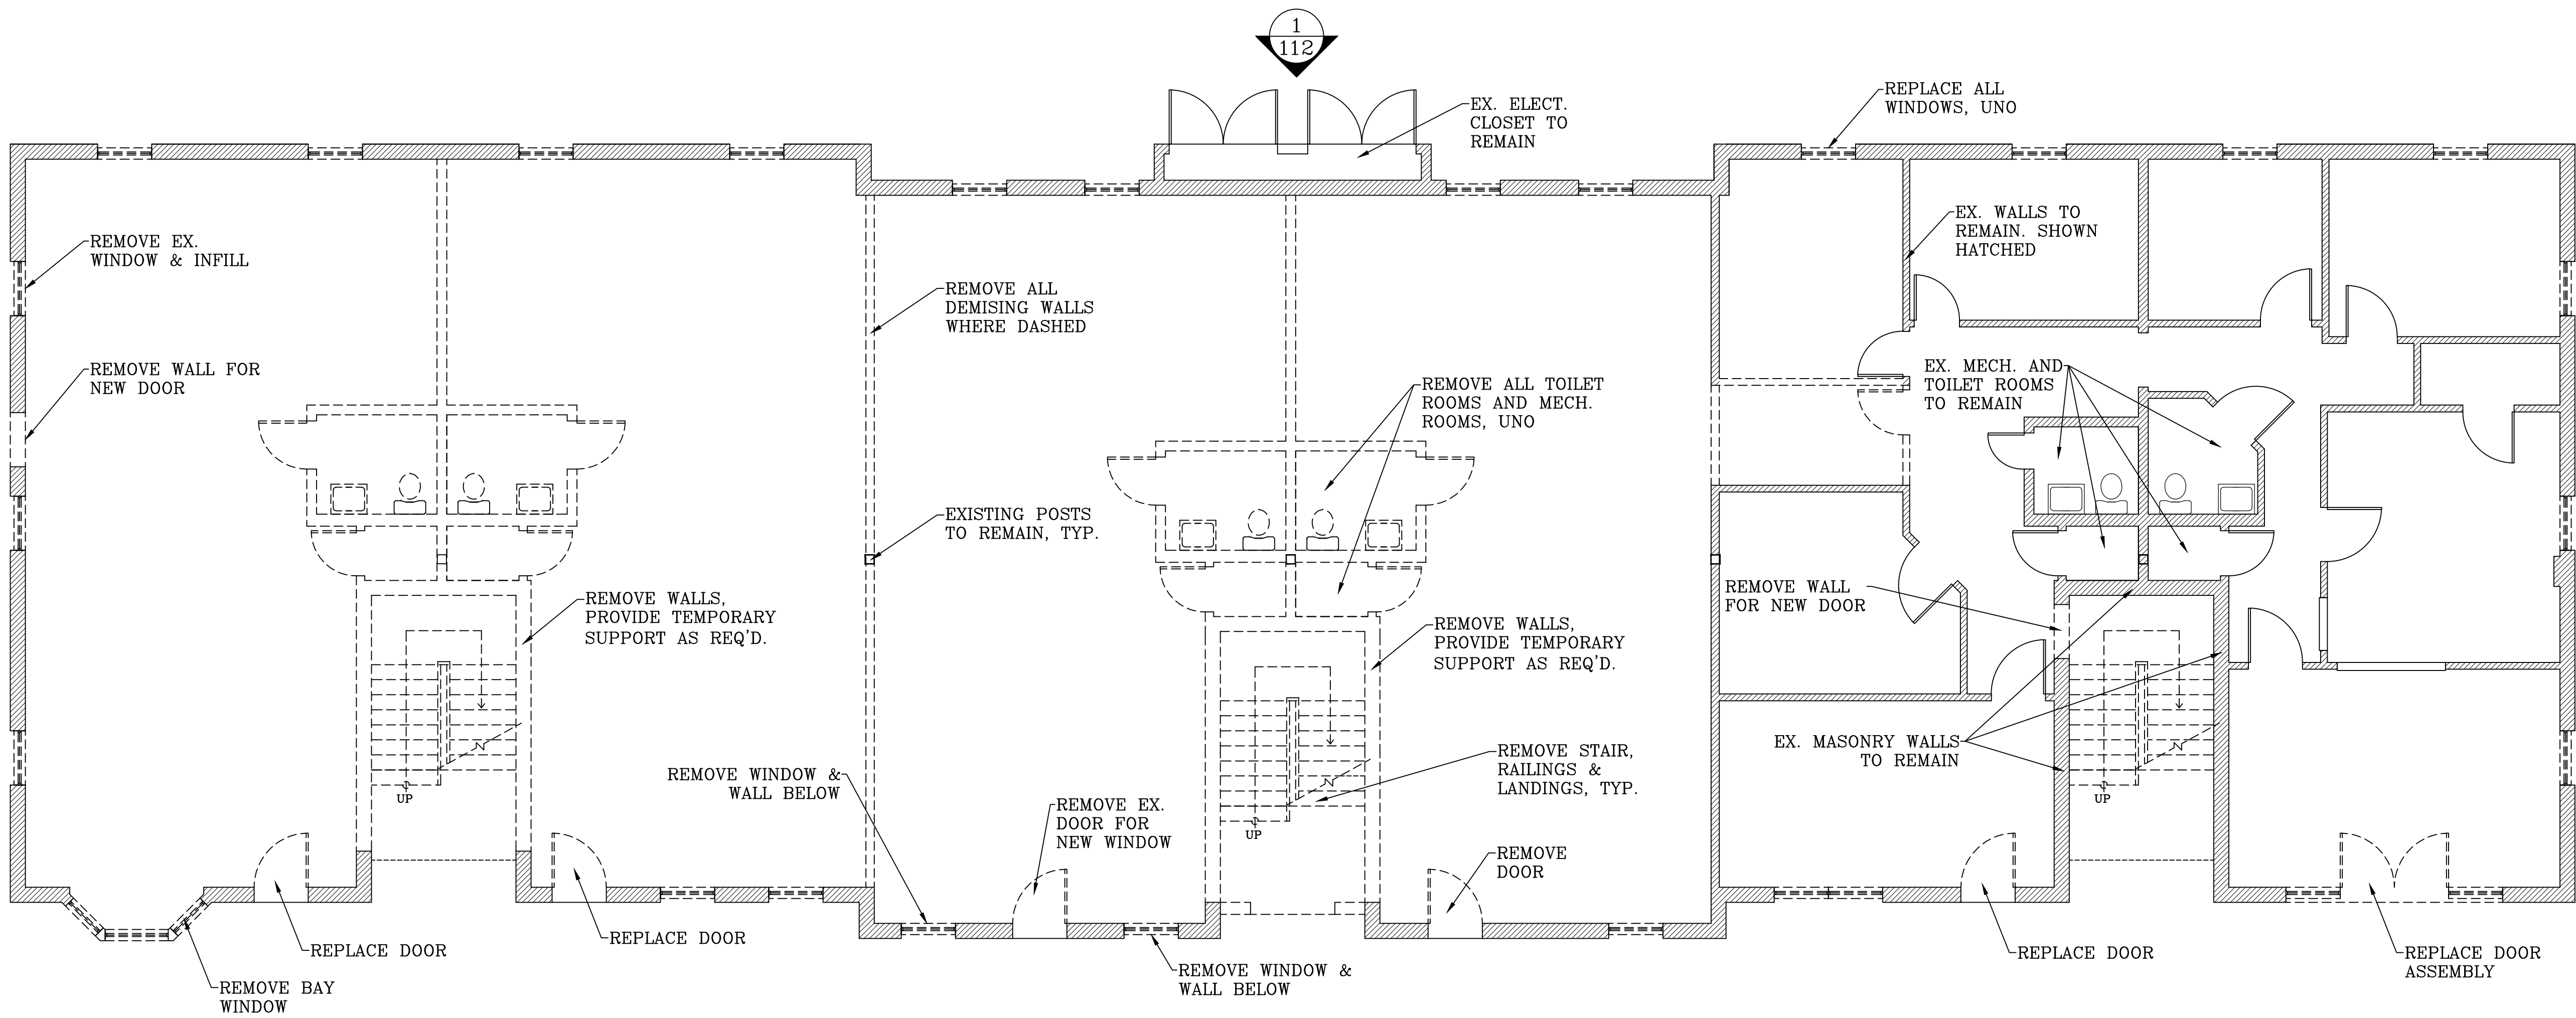 1
112
EX. ELECT.
CLOSET TO
REMAIN
REPLACE ALL
WINDOWS, UNO
REMOVE EX.
WINDOW & INFILL
EX. WALLS TO
REMAIN. SHOWN
HATCHED
REMOVE ALL
DEMISING WALLS
WHERE DASHED
REMOVE WALL FOR
NEW DOOR
REMOVE ALL TOILET
ROOMS AND MECH.
ROOMS, UNO
EX. MECH. AND
TOILET ROOMS
TO REMAIN
EXISTING POSTS
TO REMAIN, TYP.
REMOVE WALLS,
PROVIDE TEMPORARY
SUPPORT AS REQ'D.
REMOVE WALLS,
PROVIDE TEMPORARY
SUPPORT AS REQ'D.
REMOVE WALL
FOR NEW DOOR
EX. MASONRY WALLS
TO REMAIN
REMOVE WINDOW &
WALL BELOW
REMOVE STAIR,
RAILINGS &
LANDINGS, TYP.
UP
UP
UP
REMOVE EX.
DOOR FOR
NEW WINDOW
REMOVE
DOOR
REPLACE DOOR
REPLACE DOOR
REMOVE BAY
WINDOW
REMOVE WINDOW &
WALL BELOW
REPLACE DOOR
REPLACE DOOR
ASSEMBLY